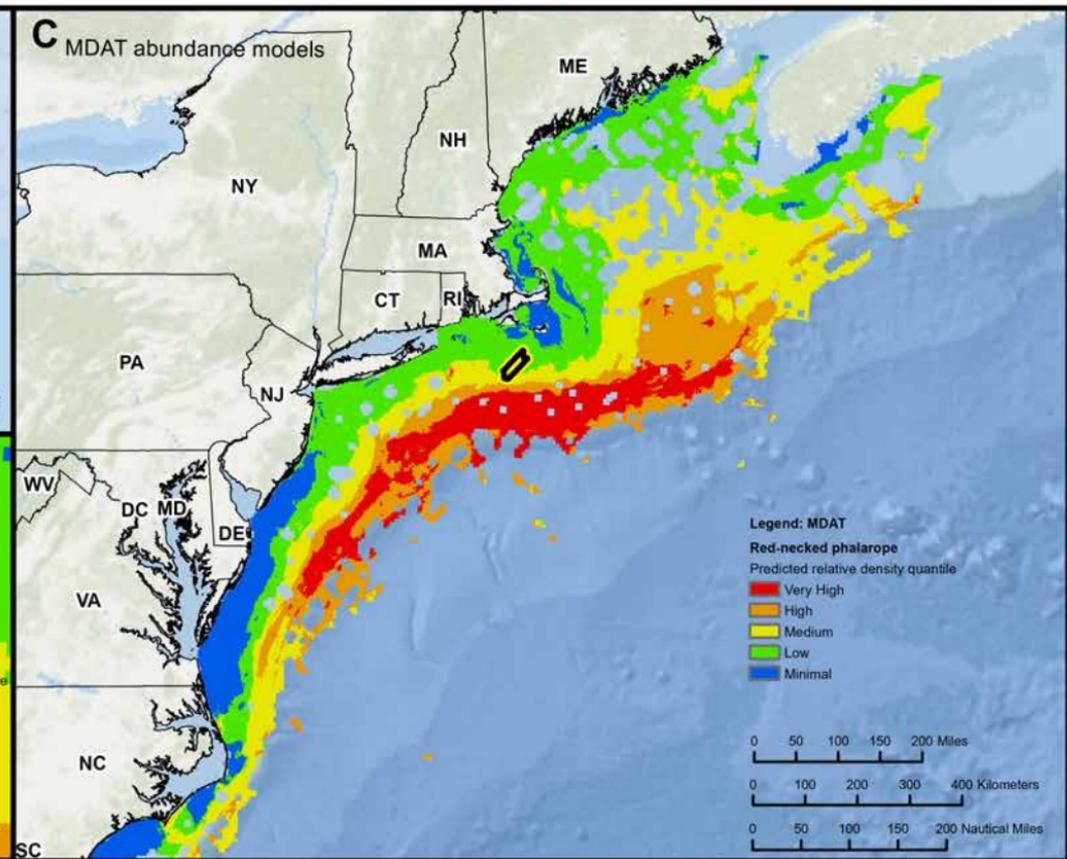 C MDAT abundance models
ME
NH
NY
MA
CT RI
PA
NJ
WV
DC MD
DE
VA
NC
SC
e
Legend: MDAT
Red-necked phalarope
Predicted relative density quantile
Very High
High
Medium
Low
Minimal
0 50 100 150 200 Miles
0 100 200 300 400 Kilometers
0 50 100 150 200 Nautical Miles